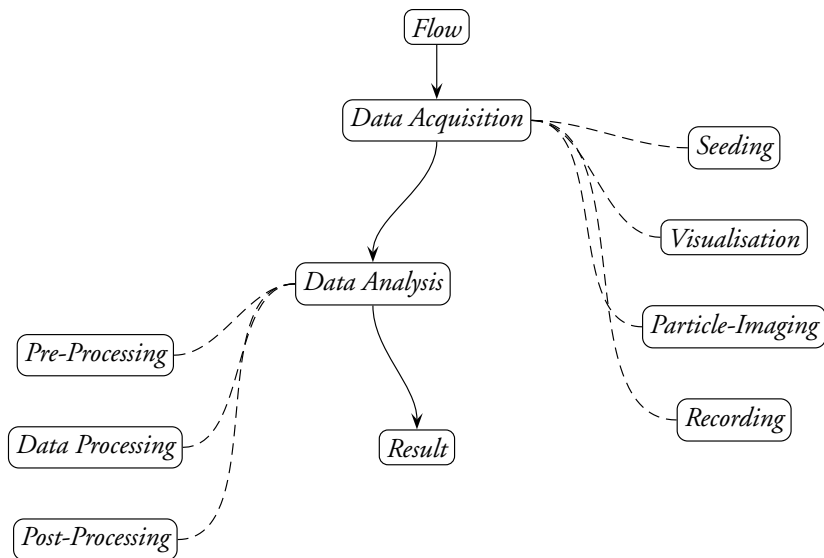 Flow
Data Acquisition
Seeding
Visualisation
Data Analysis
Particle-Imaging
Pre-Processing
Recording
Data Processing
Result
Post-Processing